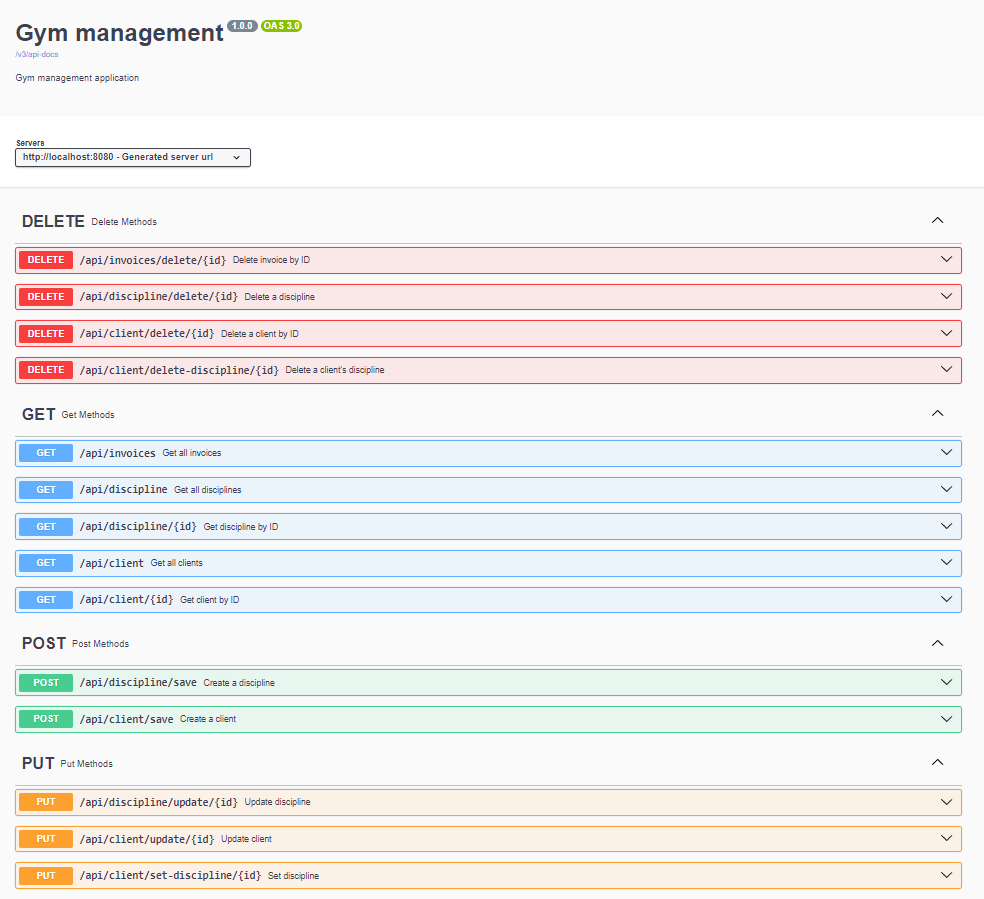 Gym management 1.0.0 OAS 3.0
/v3/api-docs
Gym management application
Servers
http://localhost:8080 - Generated server url
DELETE Delete Methods
DELETE /api/invoices/delete/{id} Delete invoice by ID
DELETE /api/discipline/delete/{id} Delete a discipline
DELETE /api/client/delete/{id} Delete a client by ID
DELETE /api/client/delete-discipline/{id} Delete a client's discipline
GET Get Methods
GET /api/invoices Get all invoices
GET /api/discipline Get all disciplines
GET /api/discipline/{id} Get discipline by ID
GET /api/client Get all clients
GET /api/client/{id} Get client by ID
POST Post Methods
POST /api/discipline/save Create a discipline
POST /api/client/save Create a client
PUT Put Methods
PUT /api/discipline/update/{id} Update discipline
PUT /api/client/update/{id} Update client
PUT /api/client/set-discipline/{id} Set discipline